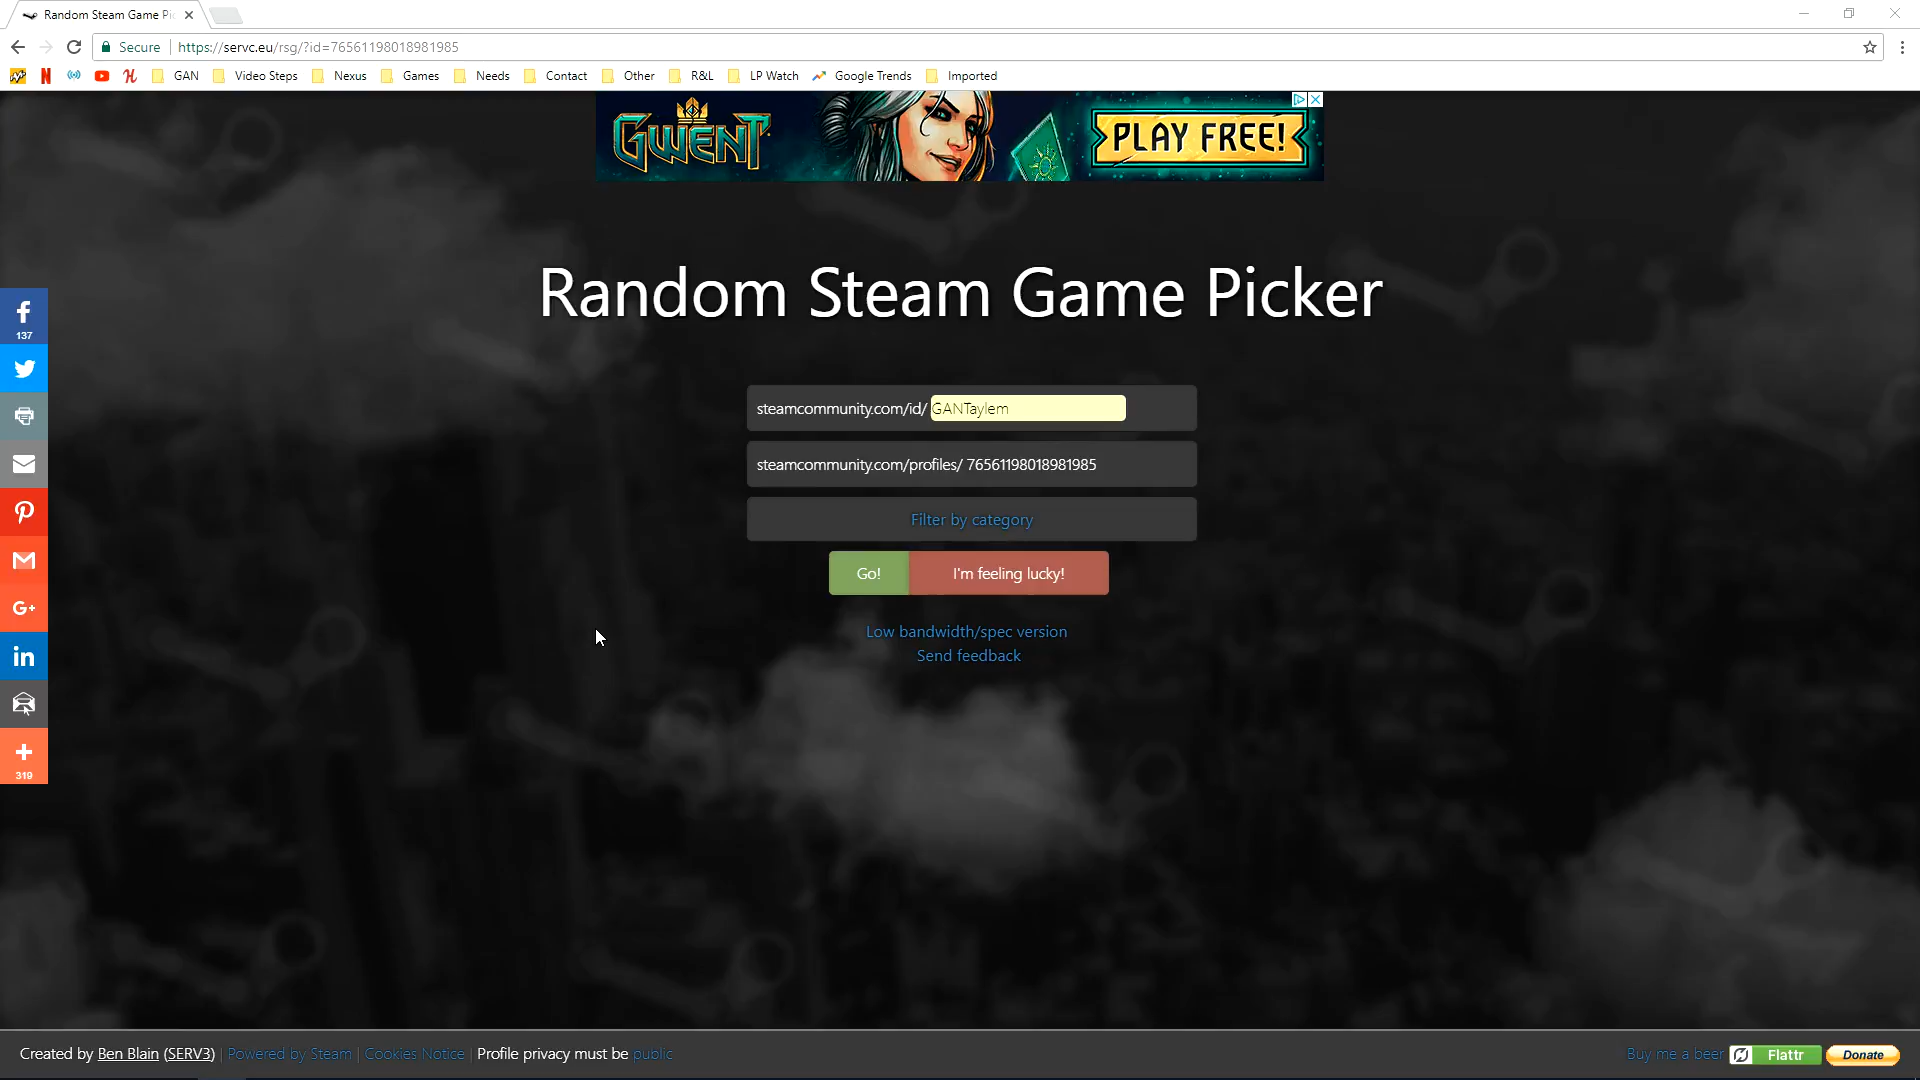 Random Steam Game Pic
Secure https://servc.eu/rsg/?id=76561198018981985
GAN Video Steps Nexus Games Needs Contact Other R&L LP Watch Google Trends Imported
GWENT PLAY FREE!
Random Steam Game Picker
137
steamcommunity.com/id/ GANTaylem
steamcommunity.com/profiles/ 76561198018981985
Filter by category
Go! I'm feeling lucky!
Low bandwidth/spec version
Send feedback
319
Created by Ben Blain (SERV3) | Powered by Steam | Cookies Notice | Profile privacy must be public
Buy me a beer Flattr Donate